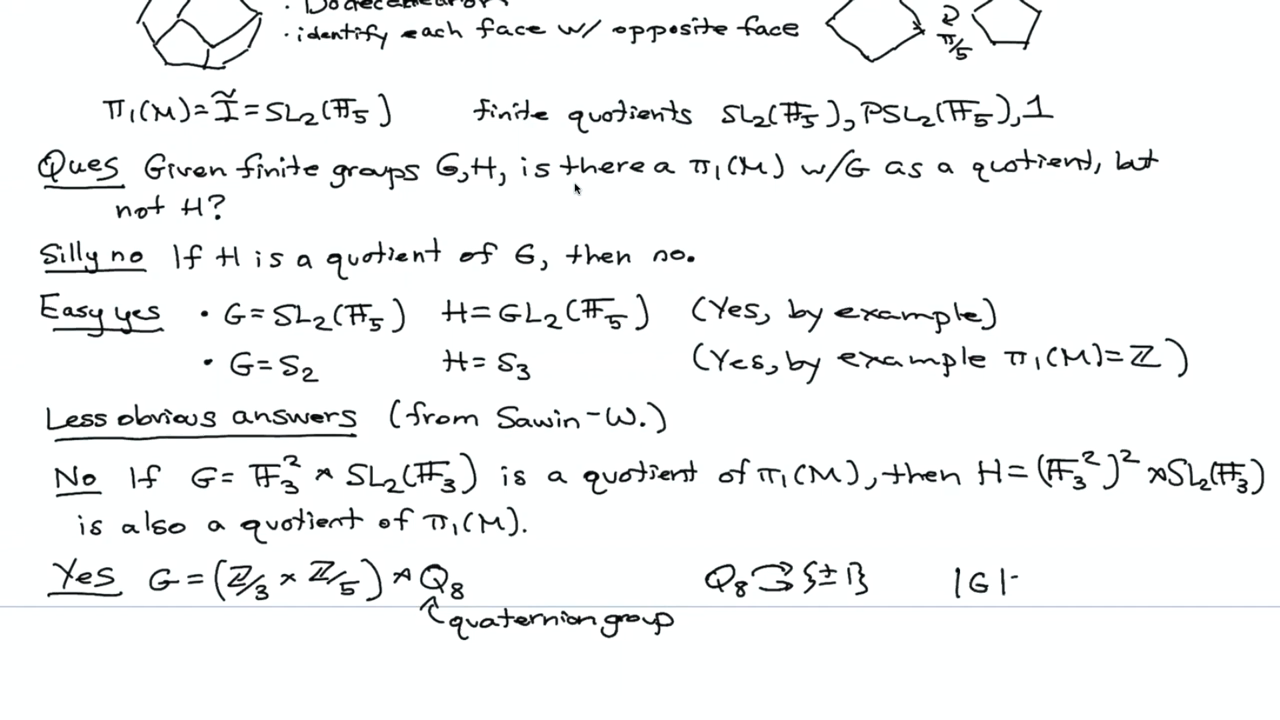 · Dodecahedron
· identify each face w/ opposite face
2π/5
π₁(M) = Ĩ = SL₂(𝔽₅) finite quotients SL₂(𝔽₅), PSL₂(𝔽₅), 1
Ques Given finite groups G, H, is there a π₁(M) w/ G as a quotient, but
not H?
Silly no If H is a quotient of G, then no.
Easy yes • G = SL₂(𝔽₅) H = GL₂(𝔽₅) (Yes, by example)
• G = S₂ H = S₃ (Yes, by example π₁(M) = ℤ)
Less obvious answers (from Sawin-W.)
No If G = 𝔽₃² ⋊ SL₂(𝔽₃) is a quotient of π₁(M), then H = (𝔽₃²)² ⋊ SL₂(𝔽₃)
is also a quotient of π₁(M).
Yes G = (ℤ/3 × ℤ/5) ⋊ Q₈ Q₈ → {±1} |G|
quaternion group